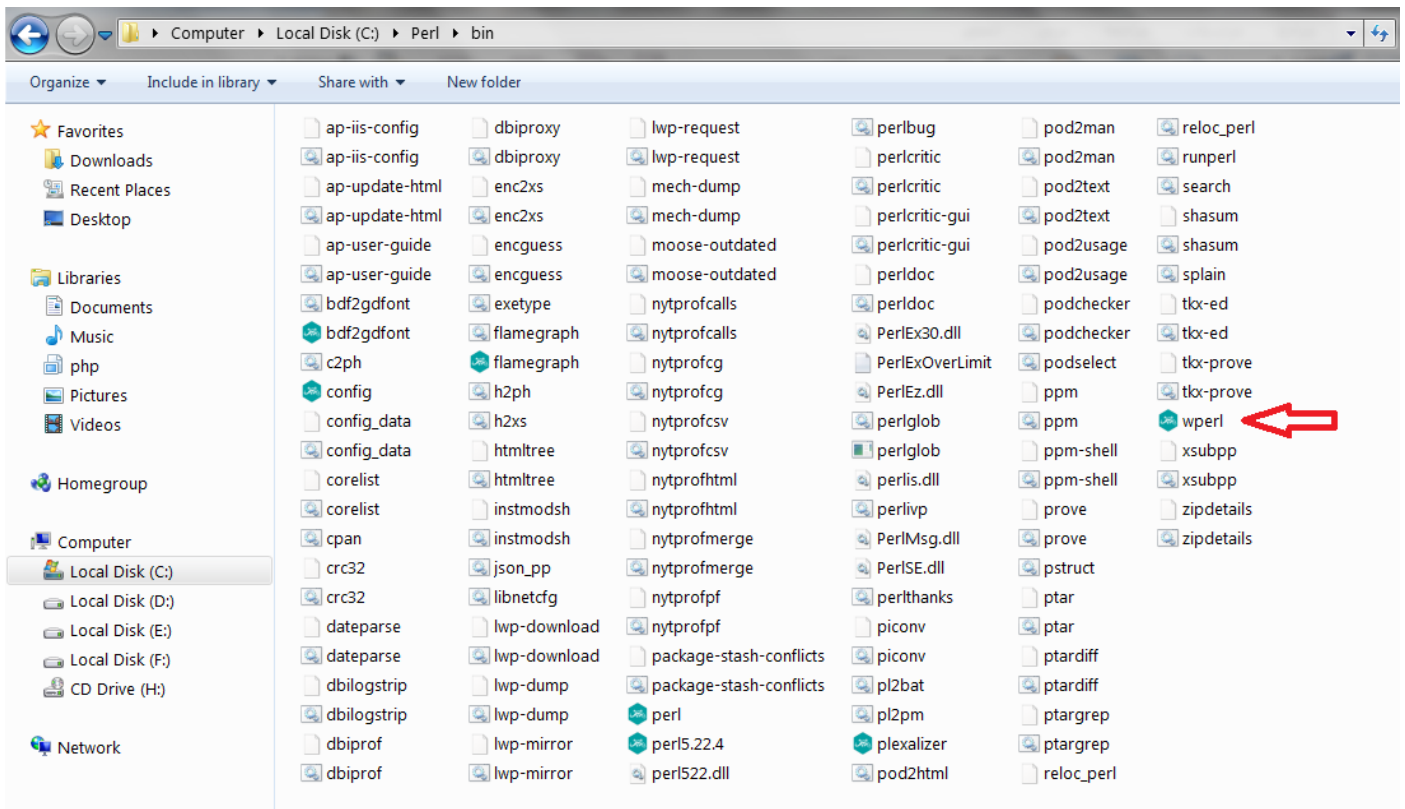 Computer Local Disk (C:) Perl bin
Organize Include in library Share with New folder
Favorites
Downloads
Recent Places
Desktop
Libraries
Documents
Music
php
Pictures
Videos
Homegroup
Computer
Local Disk (C:)
Local Disk (D:)
Local Disk (E:)
Local Disk (F:)
CD Drive (H:)
Network
ap-iis-config
ap-iis-config
ap-update-html
ap-update-html
ap-user-guide
ap-user-guide
bdf2gdfont
bdf2gdfont
c2ph
config
config_data
config_data
corelist
corelist
cpan
crc32
crc32
dateparse
dateparse
dbilogstrip
dbilogstrip
dbiprof
dbiprof
dbiproxy
dbiproxy
enc2xs
enc2xs
encguess
encguess
exetype
flamegraph
flamegraph
h2ph
h2xs
htmltree
htmltree
instmodsh
instmodsh
json_pp
libnetcfg
lwp-download
lwp-download
lwp-dump
lwp-dump
lwp-mirror
lwp-mirror
lwp-request
lwp-request
mech-dump
mech-dump
moose-outdated
moose-outdated
nytprofcalls
nytprofcalls
nytprofcg
nytprofcg
nytprofcsv
nytprofcsv
nytprofhtml
nytprofhtml
nytprofmerge
nytprofmerge
nytprofpf
nytprofpf
package-stash-conflicts
package-stash-conflicts
perl
perl5.22.4
perl522.dll
perlbug
perlcritic
perlcritic
perlcritic-gui
perlcritic-gui
perldoc
perldoc
PerlEx30.dll
PerlExOverLimit
PerlEz.dll
perlglob
perlglob
perlis.dll
perlivp
PerlMsg.dll
PerlSE.dll
perlthanks
piconv
piconv
pl2bat
pl2pm
plexalizer
pod2html
pod2man
pod2man
pod2text
pod2text
pod2usage
pod2usage
podchecker
podchecker
podselect
ppm
ppm
ppm-shell
ppm-shell
prove
prove
pstruct
ptar
ptar
ptardiff
ptardiff
ptargrep
ptargrep
reloc_perl
reloc_perl
runperl
search
shasum
shasum
splain
tkx-ed
tkx-ed
tkx-prove
tkx-prove
wperl
xsubpp
xsubpp
zipdetails
zipdetails